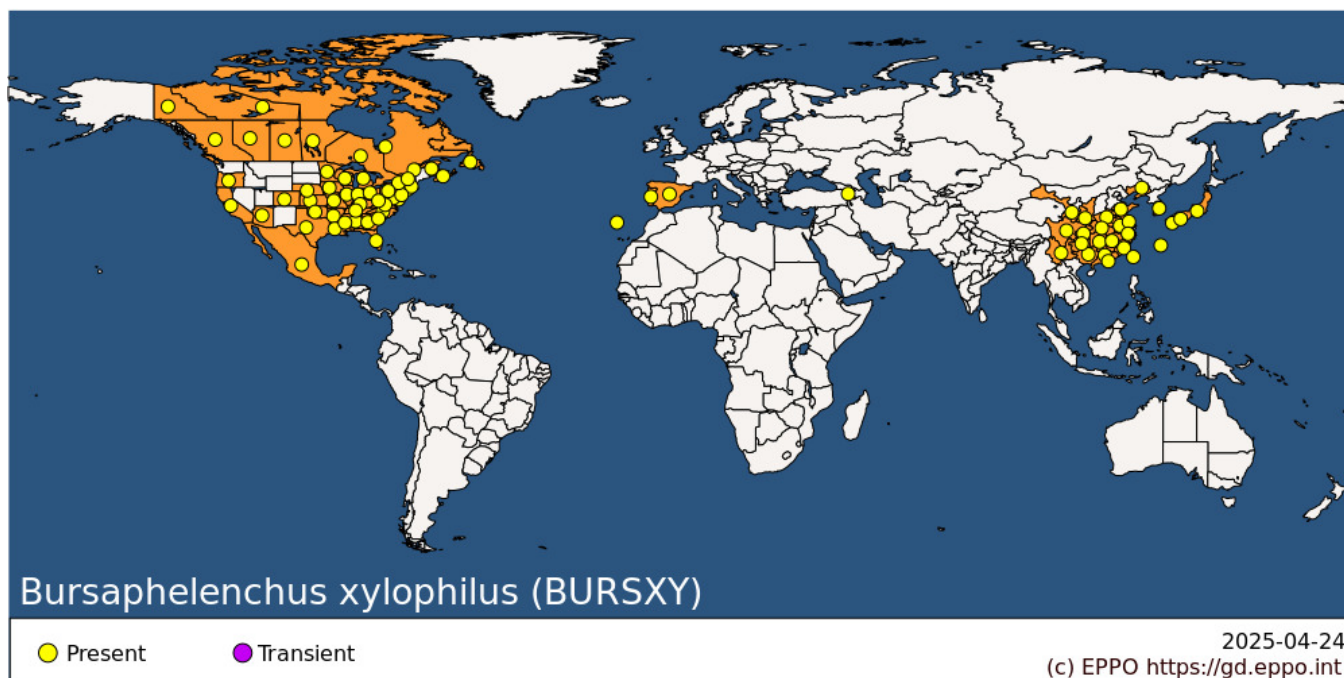 Bursaphelenchus xylophilus (BURSXY)
Present
Transient
2025-04-24
(c) EPPO https://gd.eppo.int